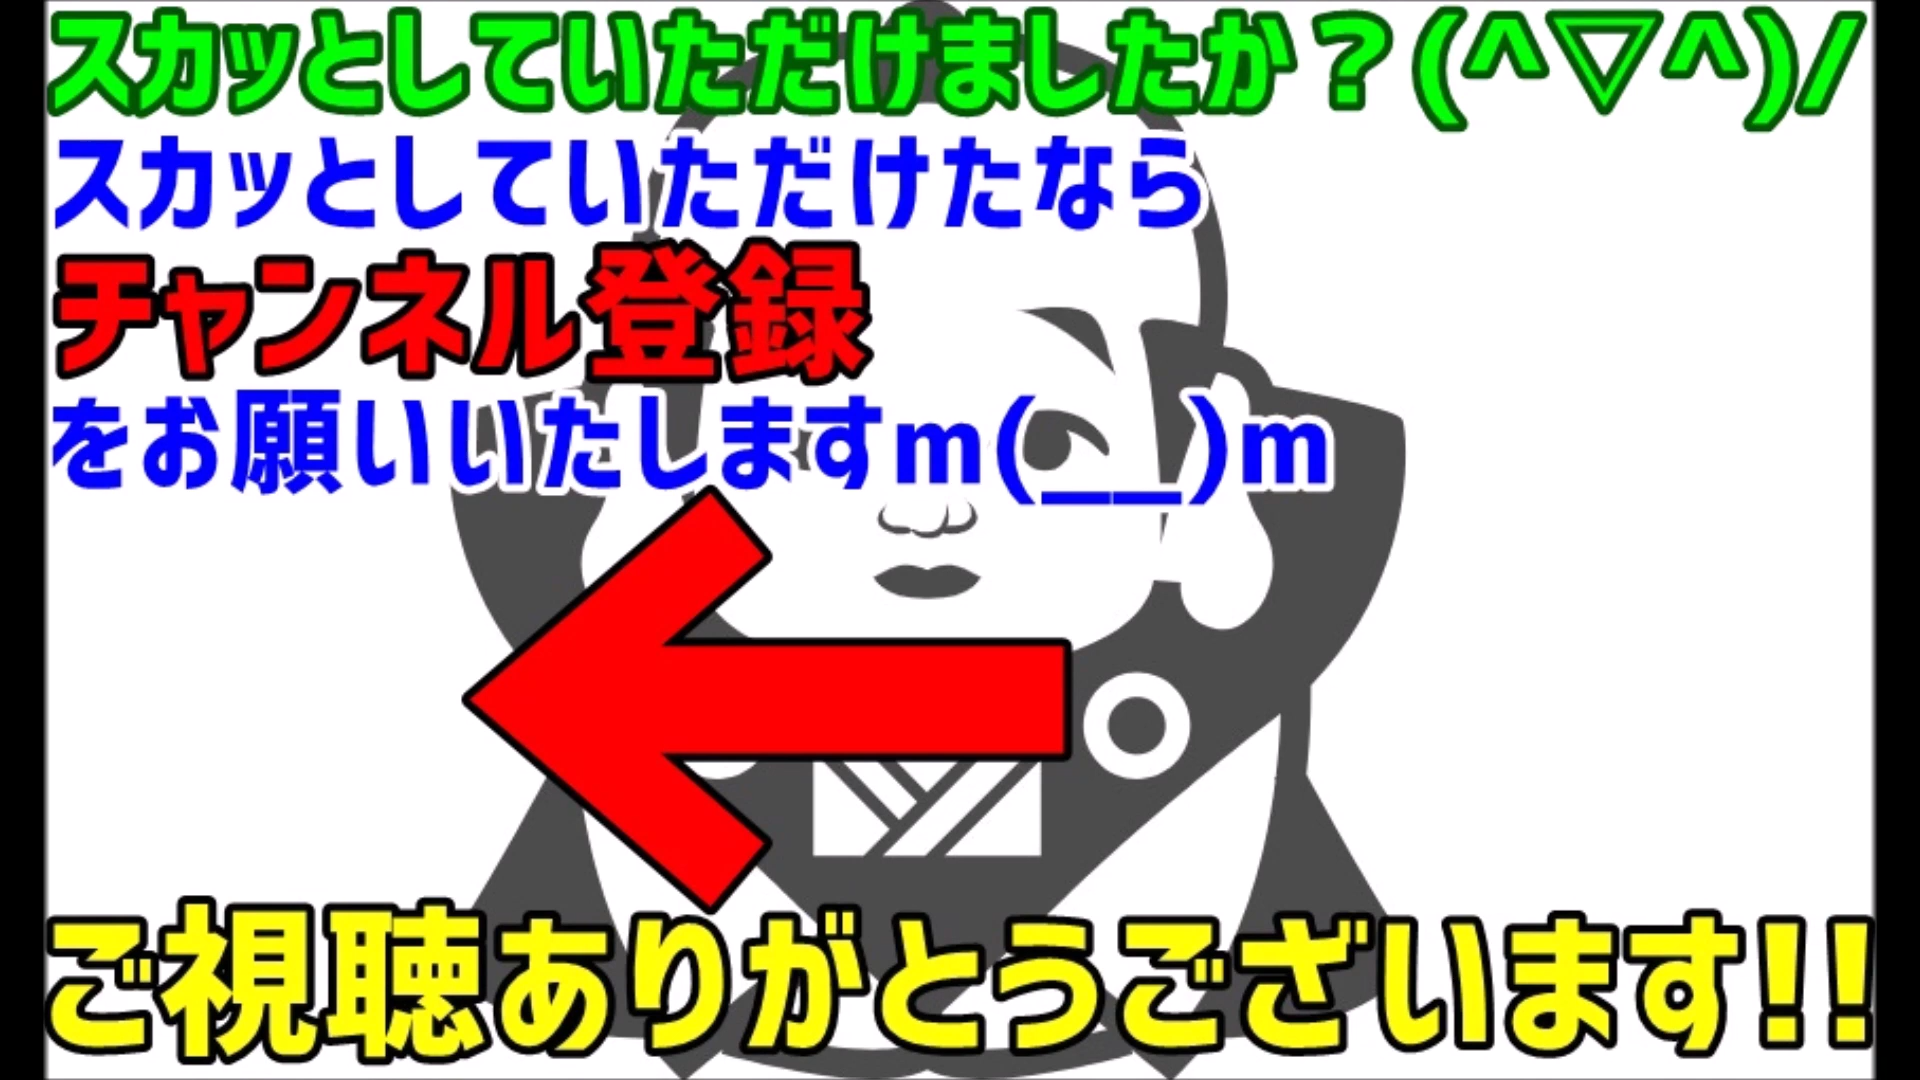 スカッとしていただけましたか？(^▽^)/
スカッとしていただけたなら
チャンネル登録
をお願いいたしますm(__)m
ご視聴ありがとうございます!!